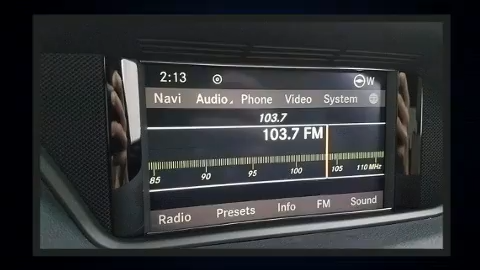 2:13 W
Navi Audio Phone Video System
103.7
103.7 FM
85 90 95 100 105 110 MHz
Radio Presets Info FM Sound